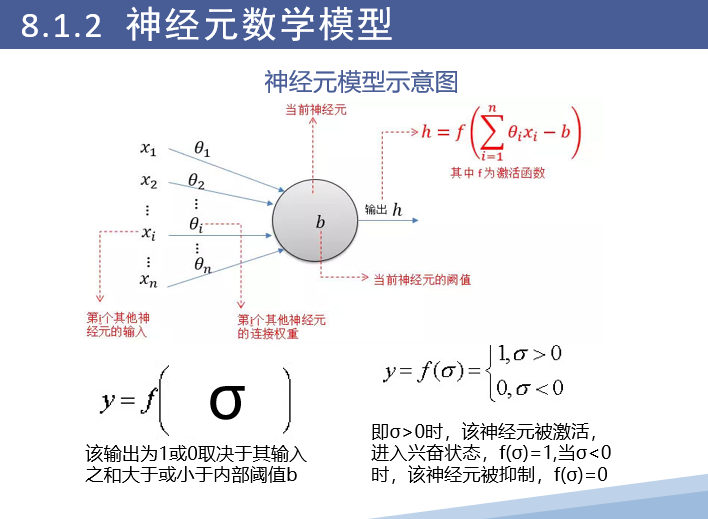 8.1.2 神经元数学模型
神经元模型示意图
当前神经元
h = f(∑_{i=1}^{n} θ_i x_i − b)
其中 f 为激活函数
x₁ θ₁
x₂ θ₂
⋮ ⋮
x_i θ_i
⋮ ⋮
x_n θ_n
b
输出 h
当前神经元的阙值
第i个其他神
经元的输入
第i个其他神经元
的连接权重
y = f( σ )
该输出为1或0取决于其输入
之和大于或小于内部阈值b
y = f(σ) = {1, σ > 0
0, σ < 0
即σ>0时，该神经元被激活，
进入兴奋状态，f(σ)=1,当σ<0
时，该神经元被抑制，f(σ)=0